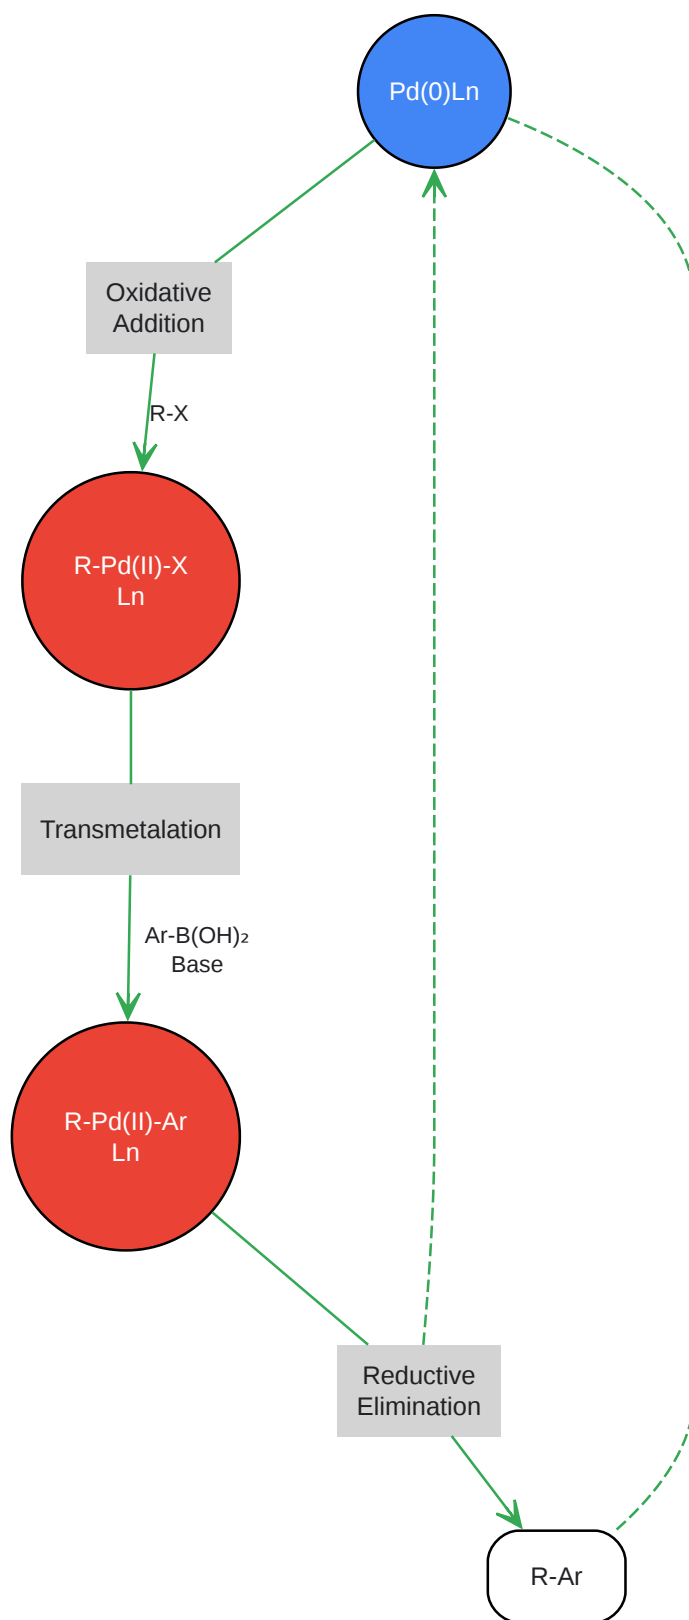 Pd(0)Ln
Oxidative
Addition
R-X
R-Pd(II)-X
Ln
Transmetalation
Ar-B(OH)₂
Base
R-Pd(II)-Ar
Ln
Reductive
Elimination
R-Ar